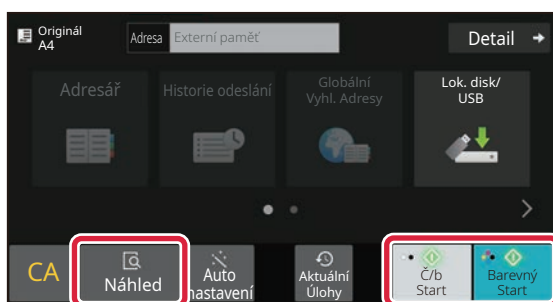 Originál
A4
Adresa
Externí paměť
Detail
Adresář
Historie odeslání
Globální
Vyhl. Adresy
Lok. disk/
USB
CA
Náhled
Auto
nastavení
Aktuální
Úlohy
Č/b
Start
Barevný
Start